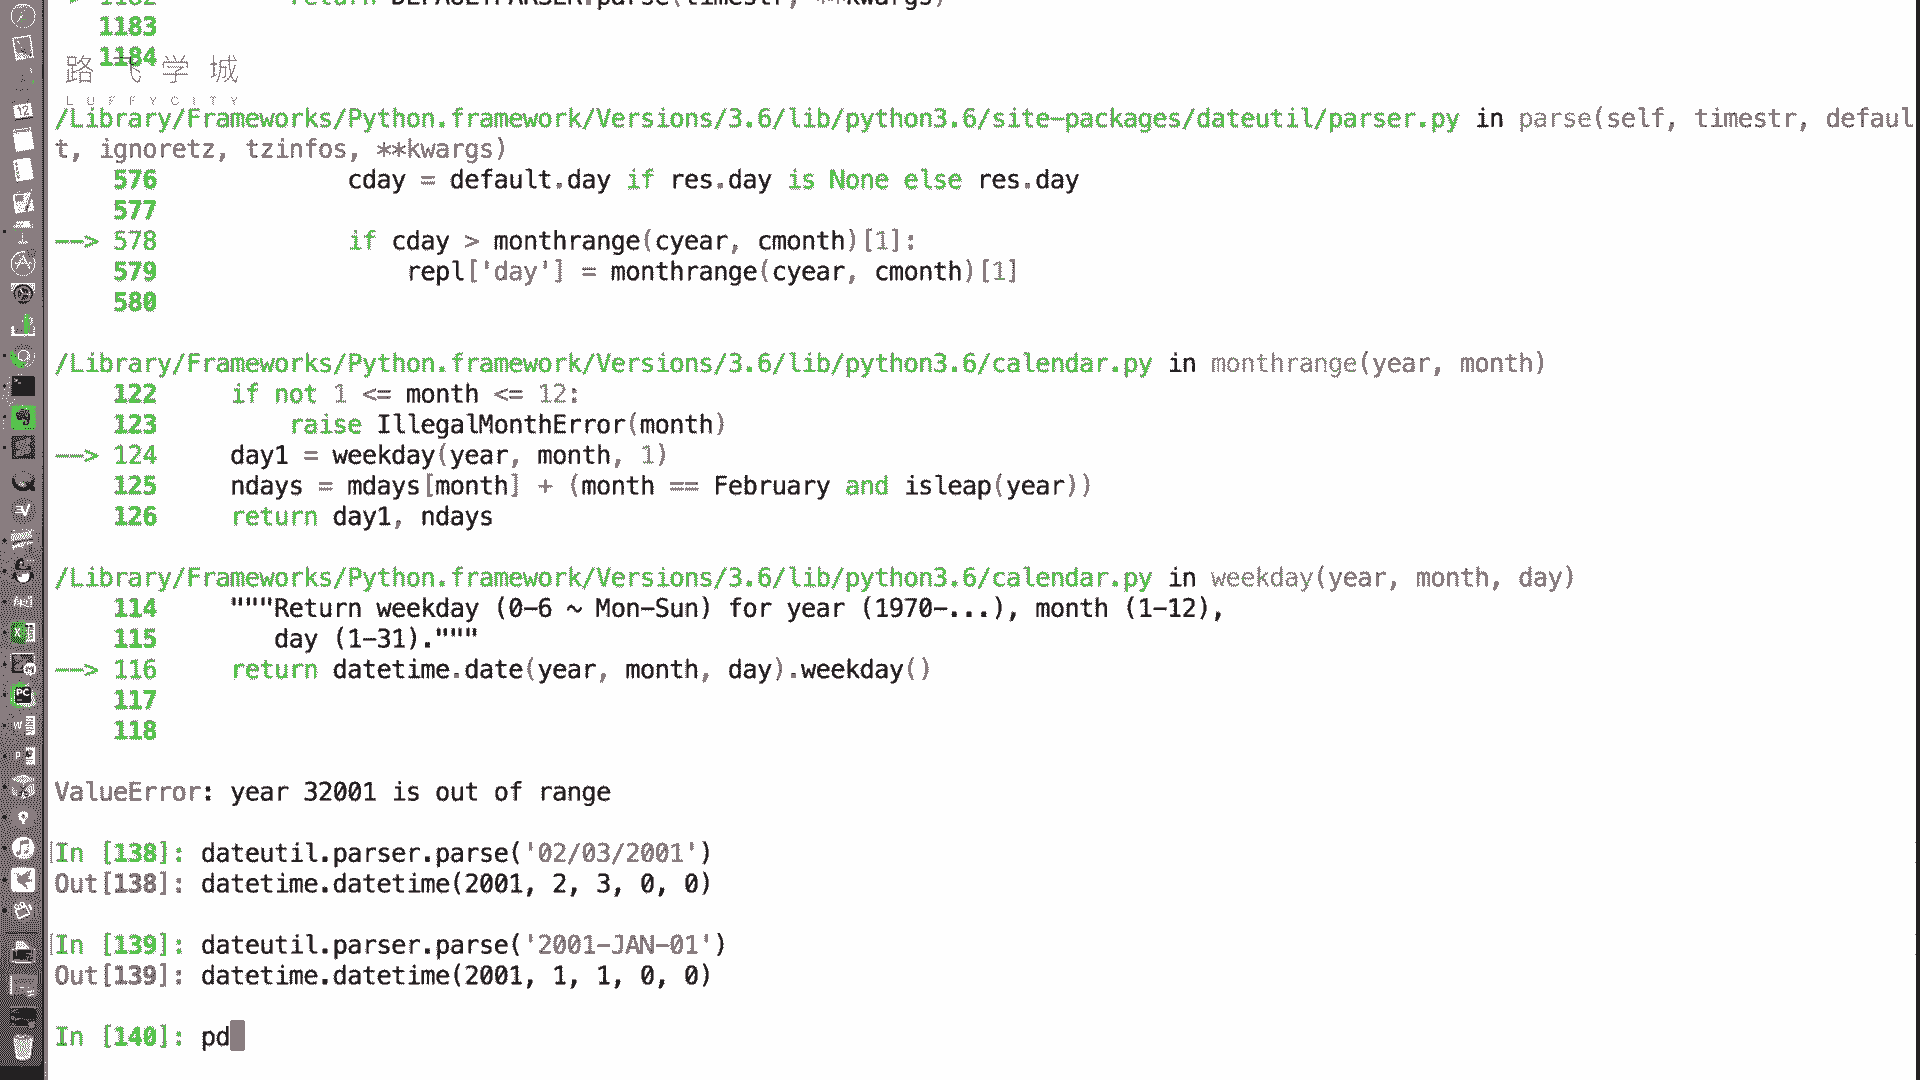 1182 return DEFAULTPARSER.parse(timestr, **kwargs)
1183
1184
路飞学城
LUFFYCITY
/Library/Frameworks/Python.framework/Versions/3.6/lib/python3.6/site-packages/dateutil/parser.py in parse(self, timestr, defaul
t, ignoretz, tzinfos, **kwargs)
576 cday = default.day if res.day is None else res.day
577
--> 578 if cday > monthrange(cyear, cmonth)[1]:
579 repl['day'] = monthrange(cyear, cmonth)[1]
580
/Library/Frameworks/Python.framework/Versions/3.6/lib/python3.6/calendar.py in monthrange(year, month)
122 if not 1 <= month <= 12:
123 raise IllegalMonthError(month)
--> 124 day1 = weekday(year, month, 1)
125 ndays = mdays[month] + (month == February and isleap(year))
126 return day1, ndays
/Library/Frameworks/Python.framework/Versions/3.6/lib/python3.6/calendar.py in weekday(year, month, day)
114 """Return weekday (0-6 ~ Mon-Sun) for year (1970-...), month (1-12),
115 day (1-31)."""
--> 116 return datetime.date(year, month, day).weekday()
117
118
ValueError: year 32001 is out of range
In [138]: dateutil.parser.parse('02/03/2001')
Out[138]: datetime.datetime(2001, 2, 3, 0, 0)
In [139]: dateutil.parser.parse('2001-JAN-01')
Out[139]: datetime.datetime(2001, 1, 1, 0, 0)
In [140]: pd